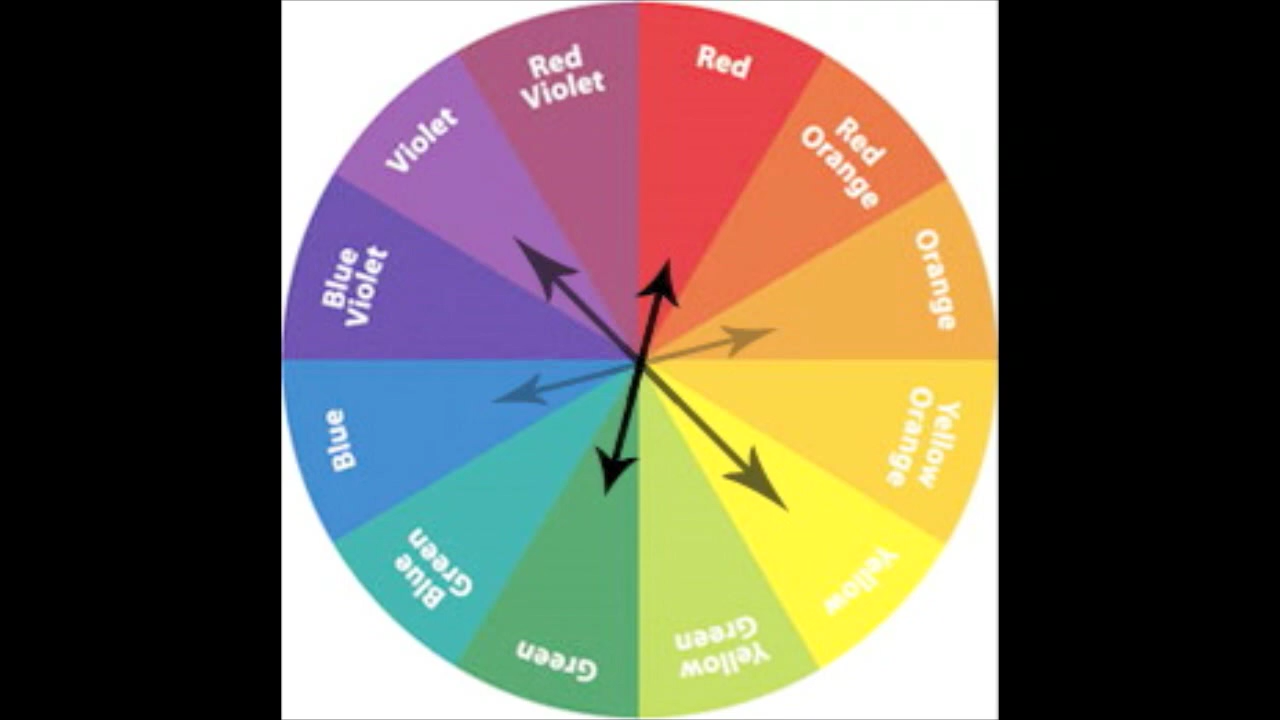 Red
Red
Orange
Orange
Yellow
Orange
Yellow
Yellow
Green
Green
Blue
Green
Blue
Blue
Violet
Violet
Red
Violet